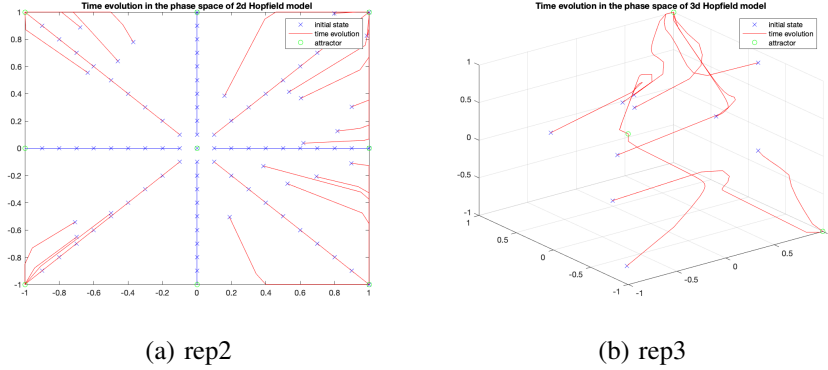 Time evolution in the phase space of 2d Hopfield model
initial state
time evolution
attractor
1
0.8
0.6
0.4
0.2
0
0.2
0.4
0.6
0.8
1
-1 -0.8 -0.6 -0.4 -0.2 0 0.2 0.4 0.6 0.8 1
(a) rep2
Time evolution in the phase space of 3d Hopfield model
initial state
time evolution
attractor
1
0.5
0
-0.5
-1
1
0.5
0
-0.5
-1
-1
-0.5
0
0.5
1
(b) rep3